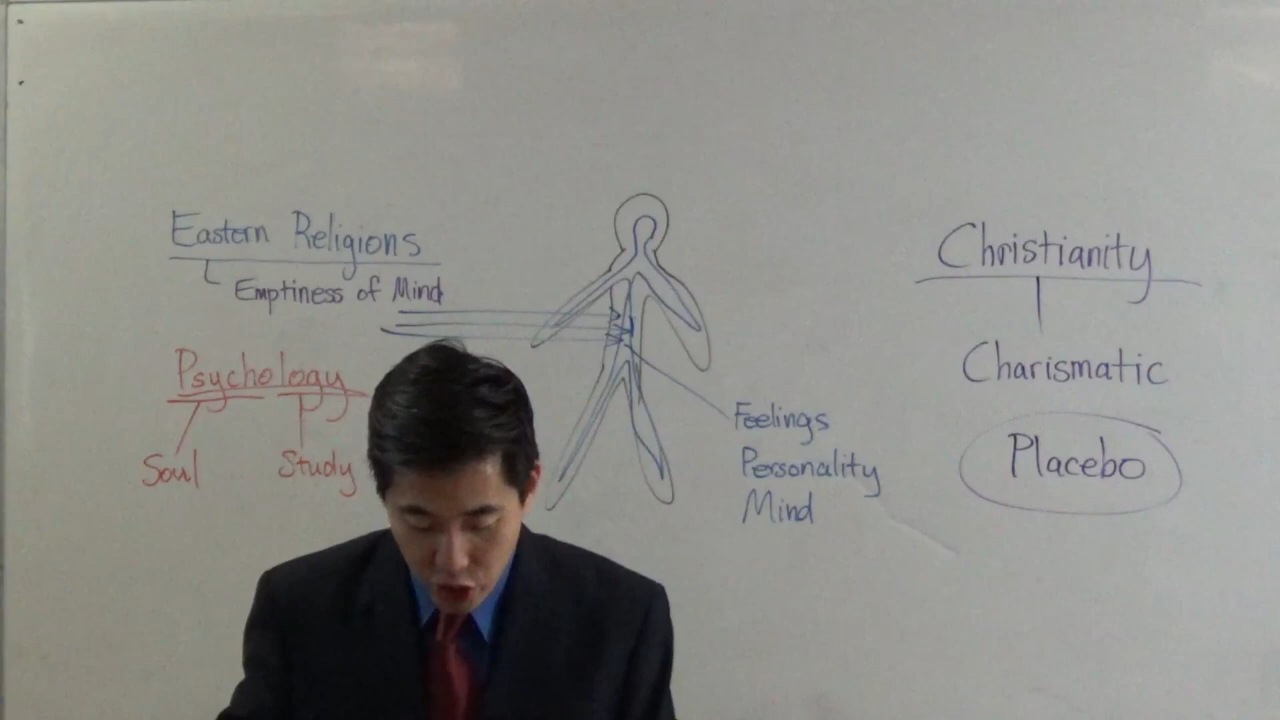 Eastern Religions
Emptiness of Mind
Psychology
Soul
Study
Feelings
Personality
Mind
Christianity
Charismatic
Placebo